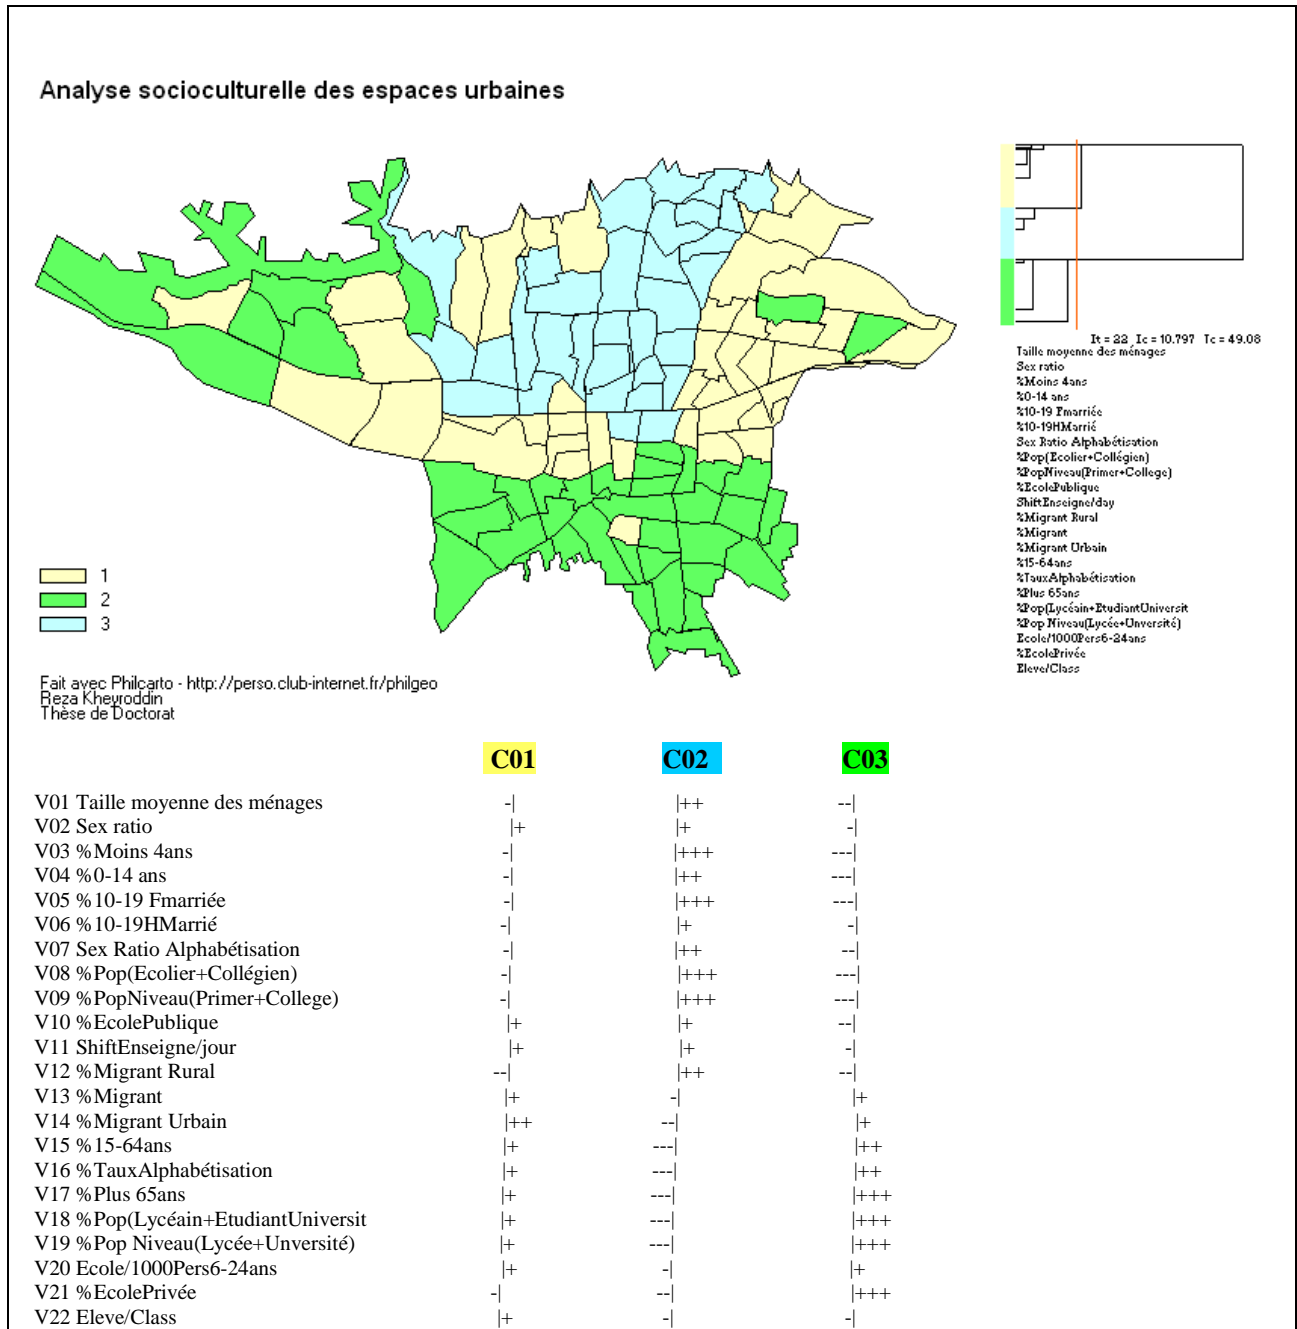 Analyse socioculturelle des espaces urbaines
It = 22 Ic = 10.797 Tc = 49.08
Taille moyenne des ménages
Sex ratio
%Moins 4ans
%0-14 ans
%10-19 Fmarriée
%10-19HMarrié
Sex Ratio Alphabétisation
%Pop(Ecolier+Collégien)
%PopNiveau(Primer+College)
%EcolePublique
ShiftEnseigne/day
%Migrant Rural
%Migrant
%Migrant Urbain
%15-64ans
%TauxAlphabétisation
%Plus 65ans
%Pop(Lycéain+EtudiantUniversit
%Pop Niveau(Lycée+Unversité)
Ecole/1000Pers6-24ans
%EcolePrivée
Eleve/Class
1
2
3
Fait avec Philcarto - http://perso.club-internet.fr/philgeo
Reza Kheyroddin
Thèse de Doctorat
C01 C02 C03
V01 Taille moyenne des ménages -| |++ --|
V02 Sex ratio |+ |+ -|
V03 %Moins 4ans -| |+++ ---|
V04 %0-14 ans -| |++ ---|
V05 %10-19 Fmarriée -| |+++ ---|
V06 %10-19HMarrié -| |+ -|
V07 Sex Ratio Alphabétisation -| |++ --|
V08 %Pop(Ecolier+Collégien) -| |+++ ---|
V09 %PopNiveau(Primer+College) -| |+++ ---|
V10 %EcolePublique |+ |+ --|
V11 ShiftEnseigne/jour |+ |+ -|
V12 %Migrant Rural --| |++ --|
V13 %Migrant |+ -| |+
V14 %Migrant Urbain |++ --| |+
V15 %15-64ans |+ ---| |++
V16 %TauxAlphabétisation |+ ---| |++
V17 %Plus 65ans |+ ---| |+++
V18 %Pop(Lycéain+EtudiantUniversit |+ ---| |+++
V19 %Pop Niveau(Lycée+Unversité) |+ ---| |+++
V20 Ecole/1000Pers6-24ans |+ -| |+
V21 %EcolePrivée -| --| |+++
V22 Eleve/Class |+ -| -|